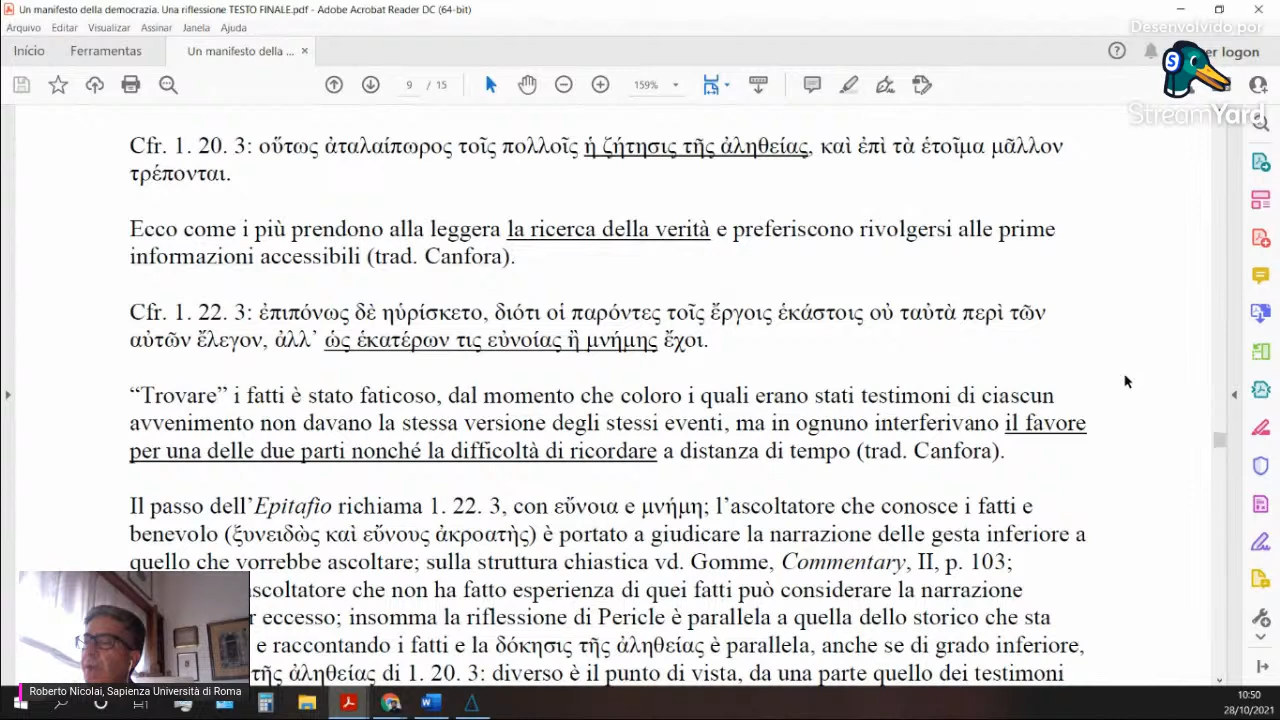 Un manifesto della democrazia. Una riflessione TESTO FINALE.pdf - Adobe Acrobat Reader DC (64-bit)
Desenvolvido por
Arquivo Editar Visualizar Assinar Janela Ajuda
Início Ferramentas Un manifesto della ... × logon
StreamYard
9 / 15 159%
Cfr. 1. 20. 3: οὕτως ἀταλαίπωρος τοῖς πολλοῖς ἡ ζήτησις τῆς ἀληθείας, καὶ ἐπὶ τὰ ἑτοῖμα μᾶλλον
τρέπονται.
Ecco come i più prendono alla leggera la ricerca della verità e preferiscono rivolgersi alle prime
informazioni accessibili (trad. Canfora).
Cfr. 1. 22. 3: ἐπιπόνως δὲ ηὑρίσκετο, διότι οἱ παρόντες τοῖς ἔργοις ἑκάστοις οὐ ταὐτὰ περὶ τῶν
αὐτῶν ἔλεγον, ἀλλ’ ὡς ἑκατέρων τις εὐνοίας ἢ μνήμης ἔχοι.
“Trovare” i fatti è stato faticoso, dal momento che coloro i quali erano stati testimoni di ciascun
avvenimento non davano la stessa versione degli stessi eventi, ma in ognuno interferivano il favore
per una delle due parti nonché la difficoltà di ricordare a distanza di tempo (trad. Canfora).
Il passo dell’Epitafio richiama 1. 22. 3, con εὔνοια e μνήμη; l’ascoltatore che conosce i fatti e
benevolo (ξυνειδὼς καὶ εὔνους ἀκροατὴς) è portato a giudicare la narrazione delle gesta inferiore a
quello che vorrebbe ascoltare; sulla struttura chiastica vd. Gomme, Commentary, II, p. 103;
ascoltatore che non ha fatto esperienza di quei fatti può considerare la narrazione
eccesso; insomma la riflessione di Pericle è parallela a quella dello storico che sta
e raccontando i fatti e la δόκησις τῆς ἀληθείας è parallela, anche se di grado inferiore,
τῆς ἀληθείας di 1. 20. 3: diverso è il punto di vista, da una parte quello dei testimoni
Roberto Nicolai, Sapienza Università di Roma
10:50
28/10/2021